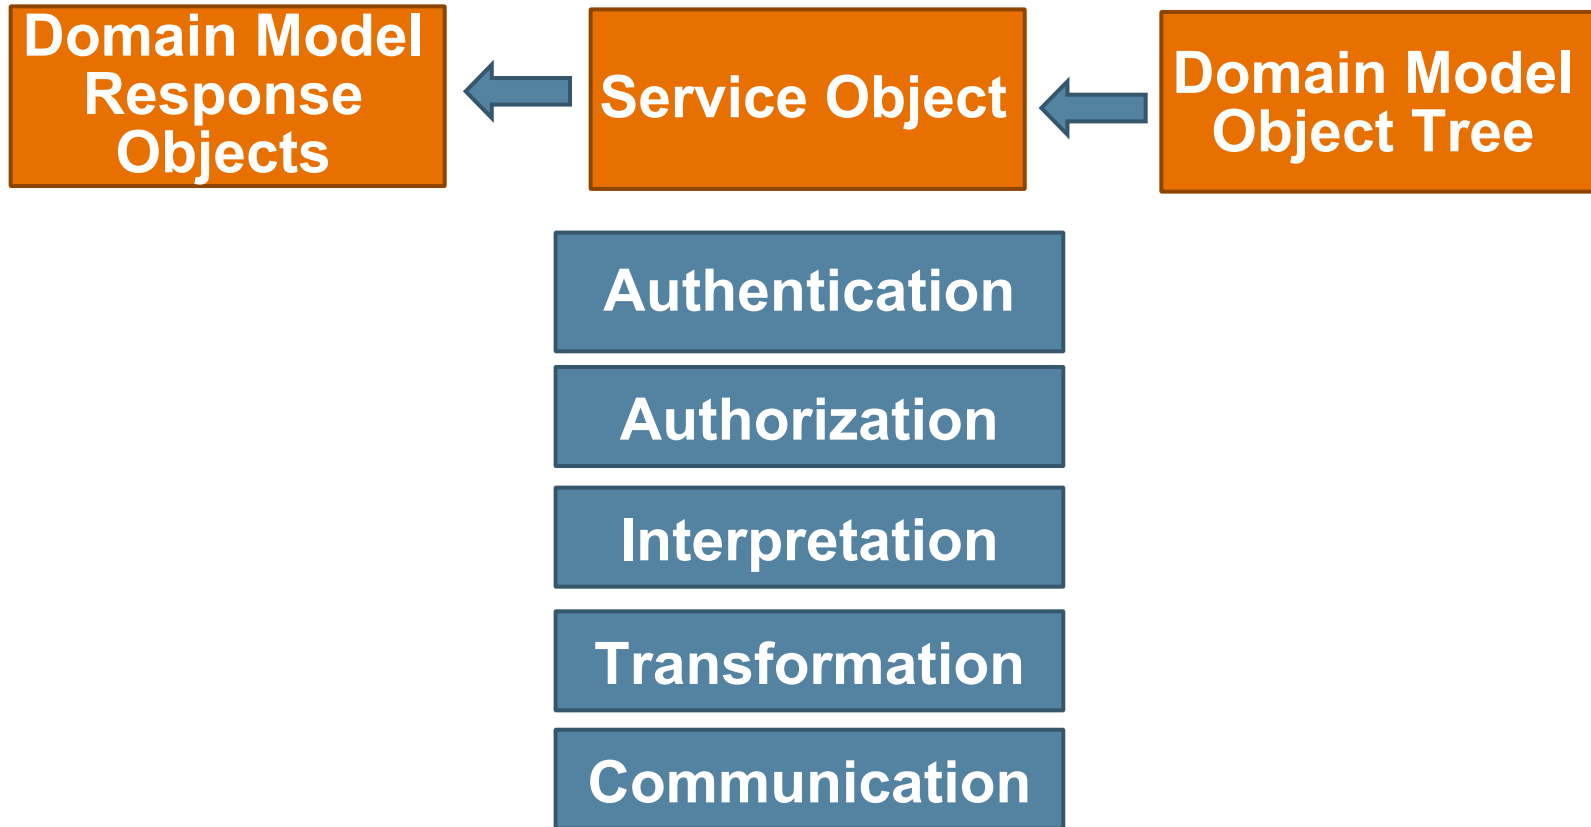 Domain Model
Response
Objects
Service Object
Domain Model
Object Tree
Authentication
Authorization
Interpretation
Transformation
Communication